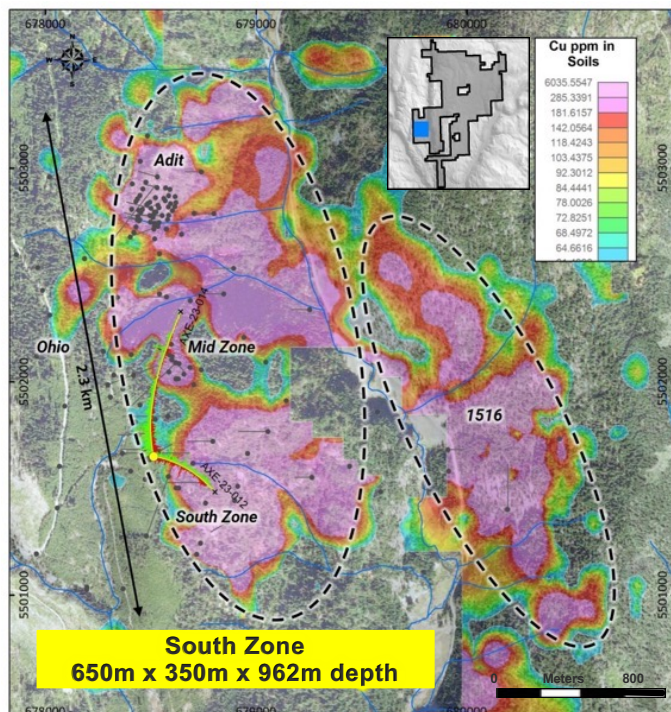 678000
679000
680000
N
W
E
S
Cu ppm in
Soils
6035.5547
285.3391
181.6157
142.0564
118.4243
103.4375
92.3012
84.4441
78.0026
72.8251
68.4972
64.6616
5503000
5503000
Adit
AXE-23-014
Ohio
Mid Zone
2.3 km
5502000
5502000
1516
AXE-23-012
South Zone
5501000
5501000
South Zone
650m x 350m x 962m depth
0 Meters 800
678000
679000
680000